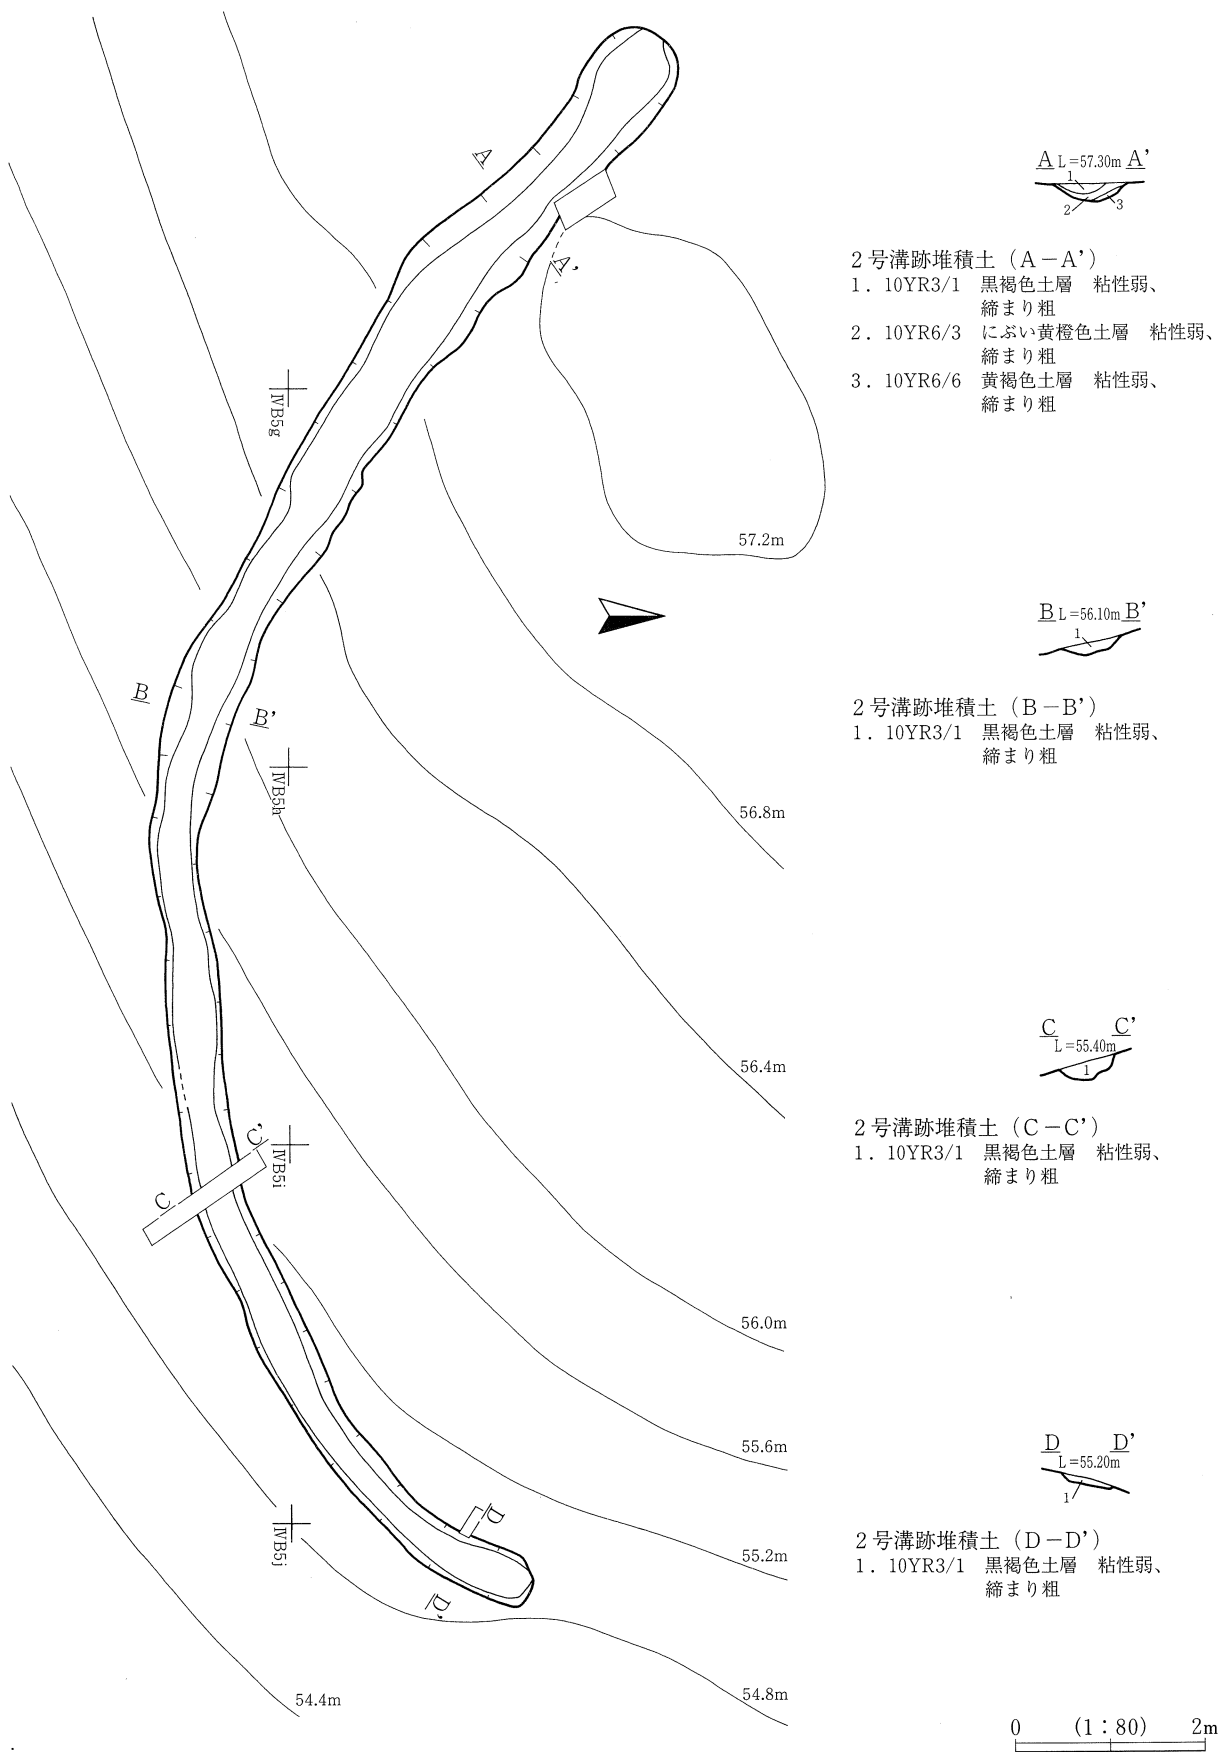 A L=57.30m A'
1
2
3
2号溝跡堆積土（A－A'）
1．10YR3/1　黒褐色土層　粘性弱、
締まり粗
2．10YR6/3　にぶい黄橙色土層　粘性弱、
締まり粗
3．10YR6/6　黄褐色土層　粘性弱、
締まり粗
B L=56.10m B'
1
2号溝跡堆積土（B－B'）
1．10YR3/1　黒褐色土層　粘性弱、
締まり粗
C C'
L=55.40m
1
2号溝跡堆積土（C－C'）
1．10YR3/1　黒褐色土層　粘性弱、
締まり粗
D D'
L=55.20m
1
2号溝跡堆積土（D－D'）
1．10YR3/1　黒褐色土層　粘性弱、
締まり粗
0 (1：80) 2m
A
A'
ⅣB5g
57.2m
B
B'
ⅣB5h
56.8m
56.4m
C'
C
ⅣB5i
56.0m
55.6m
D
ⅣB5j
55.2m
D'
54.4m
54.8m